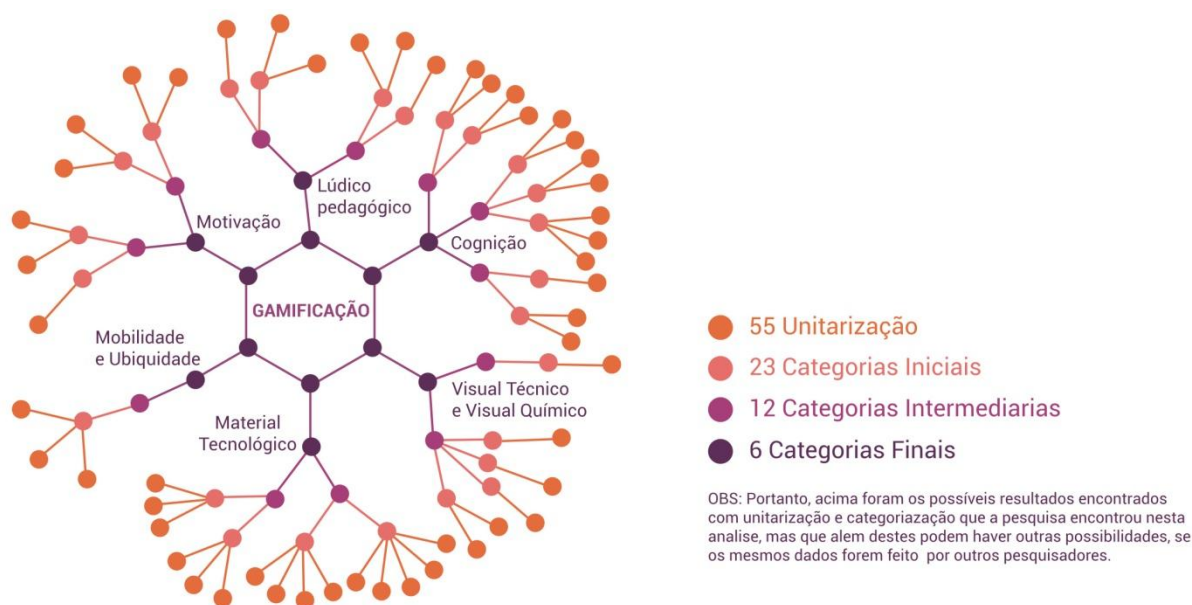 Lúdico
pedagógico
Motivação
Cognição
GAMIFICAÇÃO
Mobilidade
e Ubiquidade
Visual Técnico
e Visual Químico
Material
Tecnológico
55 Unitarização
23 Categorias Iniciais
12 Categorias Intermediarias
6 Categorias Finais
OBS: Portanto, acima foram os possíveis resultados encontrados
com unitarização e categoriazação que a pesquisa encontrou nesta
analise, mas que alem destes podem haver outras possibilidades, se
os mesmos dados forem feito por outros pesquisadores.